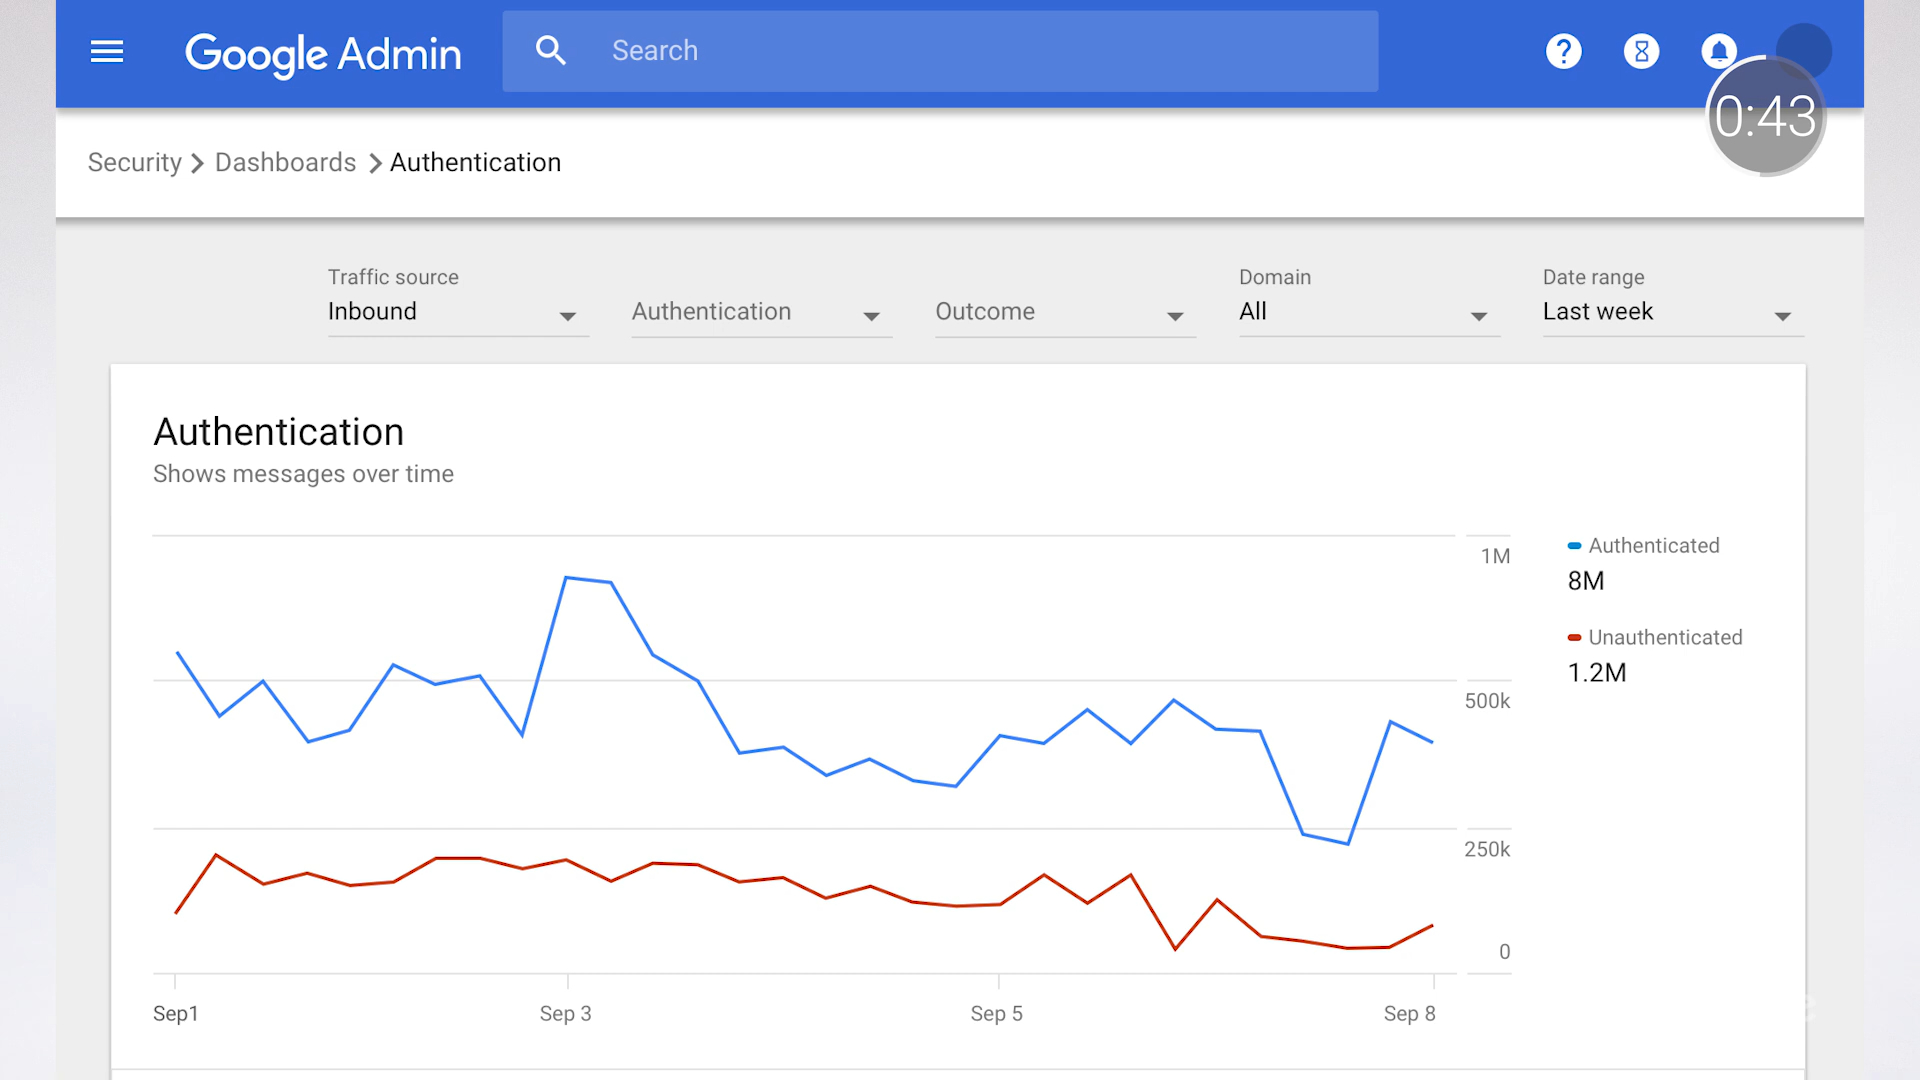 Google Admin
Search
0:43
Security > Dashboards > Authentication
Traffic source
Inbound
Authentication
Outcome
Domain
All
Date range
Last week
Authentication
Shows messages over time
1M
500k
250k
0
Authenticated
8M
Unauthenticated
1.2M
Sep1
Sep 3
Sep 5
Sep 8